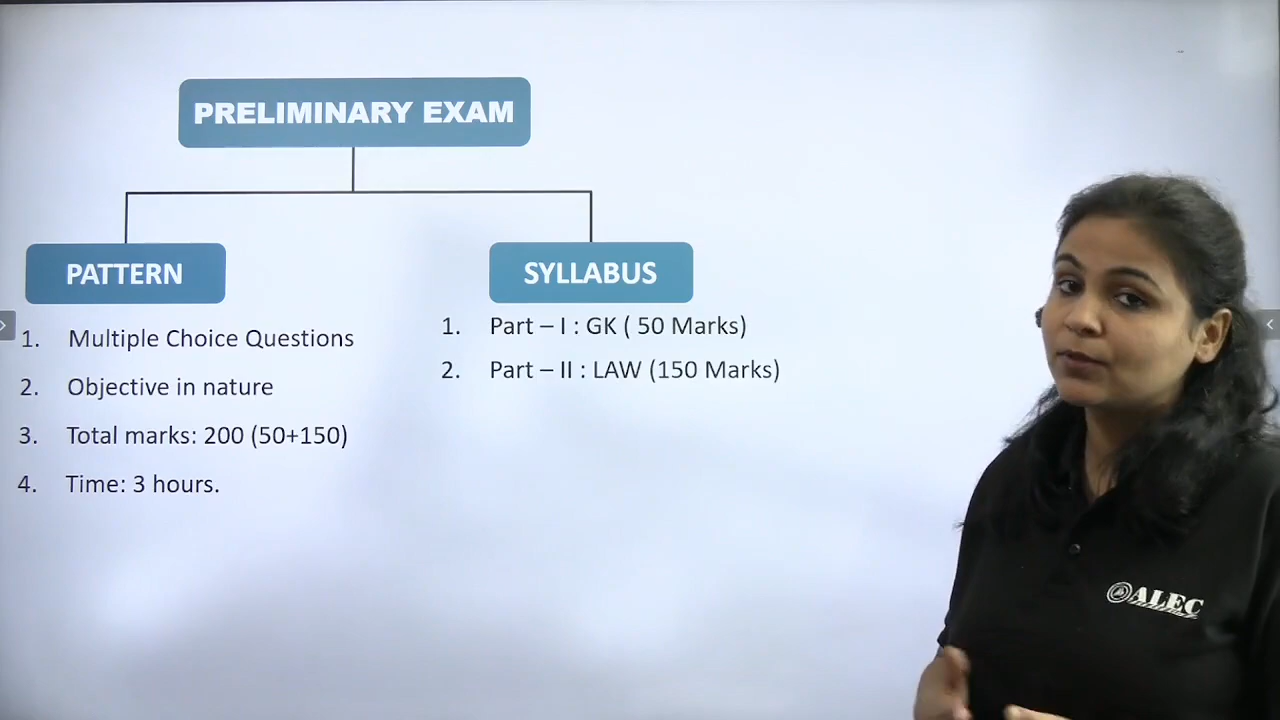 PRELIMINARY EXAM
PATTERN
1. Multiple Choice Questions
2. Objective in nature
3. Total marks: 200 (50+150)
4. Time: 3 hours.
SYLLABUS
1. Part – I : GK ( 50 Marks)
2. Part – II : LAW (150 Marks)
ALEC